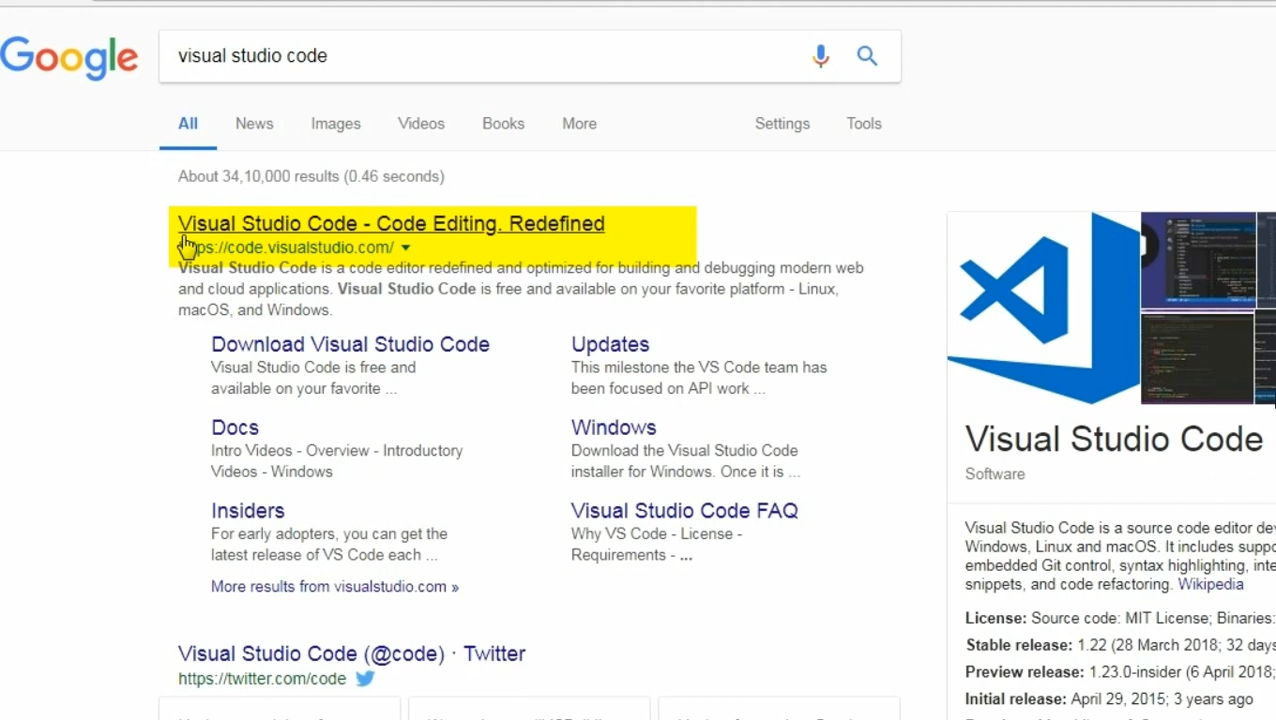 Google
visual studio code
All News Images Videos Books More Settings Tools
About 34,10,000 results (0.46 seconds)
Visual Studio Code - Code Editing. Redefined
ps://code.visualstudio.com/
Visual Studio Code is a code editor redefined and optimized for building and debugging modern web
and cloud applications. Visual Studio Code is free and available on your favorite platform - Linux,
macOS, and Windows.
Download Visual Studio Code
Visual Studio Code is free and
available on your favorite ...
Updates
This milestone the VS Code team has
been focused on API work ...
Docs
Intro Videos - Overview - Introductory
Videos - Windows
Windows
Download the Visual Studio Code
installer for Windows. Once it is ...
Insiders
For early adopters, you can get the
latest release of VS Code each ...
Visual Studio Code FAQ
Why VS Code - License -
Requirements - ...
More results from visualstudio.com »
Visual Studio Code (@code) · Twitter
https://twitter.com/code
Visual Studio Code
Software
Visual Studio Code is a source code editor de
Windows, Linux and macOS. It includes suppo
embedded Git control, syntax highlighting, inte
snippets, and code refactoring. Wikipedia
License: Source code: MIT License; Binaries:
Stable release: 1.22 (28 March 2018; 32 days
Preview release: 1.23.0-insider (6 April 2018;
Initial release: April 29, 2015; 3 years ago